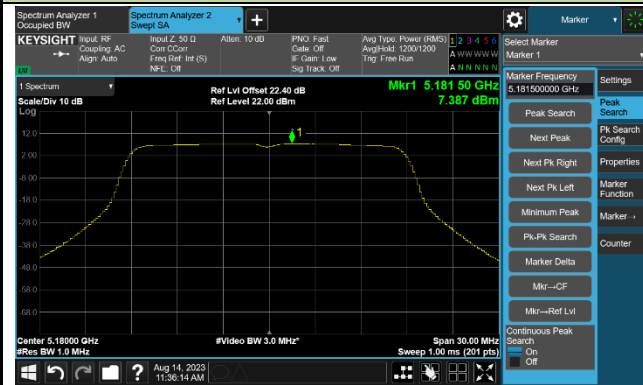 Spectrum Analyzer 1
Occupied BW
Spectrum Analyzer 2
Swept SA
+
Marker
KEYSIGHT
Input: RF
Coupling: AC
Align: Auto
Input Z: 50 Ω
Corr CCorr
Freq Ref: Int (S)
NFE: Off
Atten: 10 dB
PNO: Fast
Gate: Off
IF Gain: Low
Sig Track: Off
Avg Type: Power (RMS)
Avg|Hold: 1200/1200
Trig: Free Run
1 2 3 4 5 6
A W W W W W
A N N N N N
LXI
Select Marker
Marker 1
1 Spectrum
Scale/Div 10 dB
Log
Ref Lvl Offset 22.40 dB
Ref Level 22.00 dBm
Mkr1 5.181 50 GHz
7.387 dBm
1
12.0
2.00
-8.00
-18.0
-28.0
-38.0
-48.0
-58.0
-68.0
Center 5.18000 GHz
#Res BW 1.0 MHz
#Video BW 3.0 MHz*
Span 30.00 MHz
Sweep 1.00 ms (201 pts)
Marker Frequency
5.181500000 GHz
Peak Search
Next Peak
Next Pk Right
Next Pk Left
Minimum Peak
Pk-Pk Search
Marker Delta
Mkr→CF
Mkr→Ref Lvl
Continuous Peak
Search
On
Off
Settings
Peak
Search
Pk Search
Config
Properties
Marker
Function
Marker→
Counter
?
Aug 14, 2023
11:36:14 AM